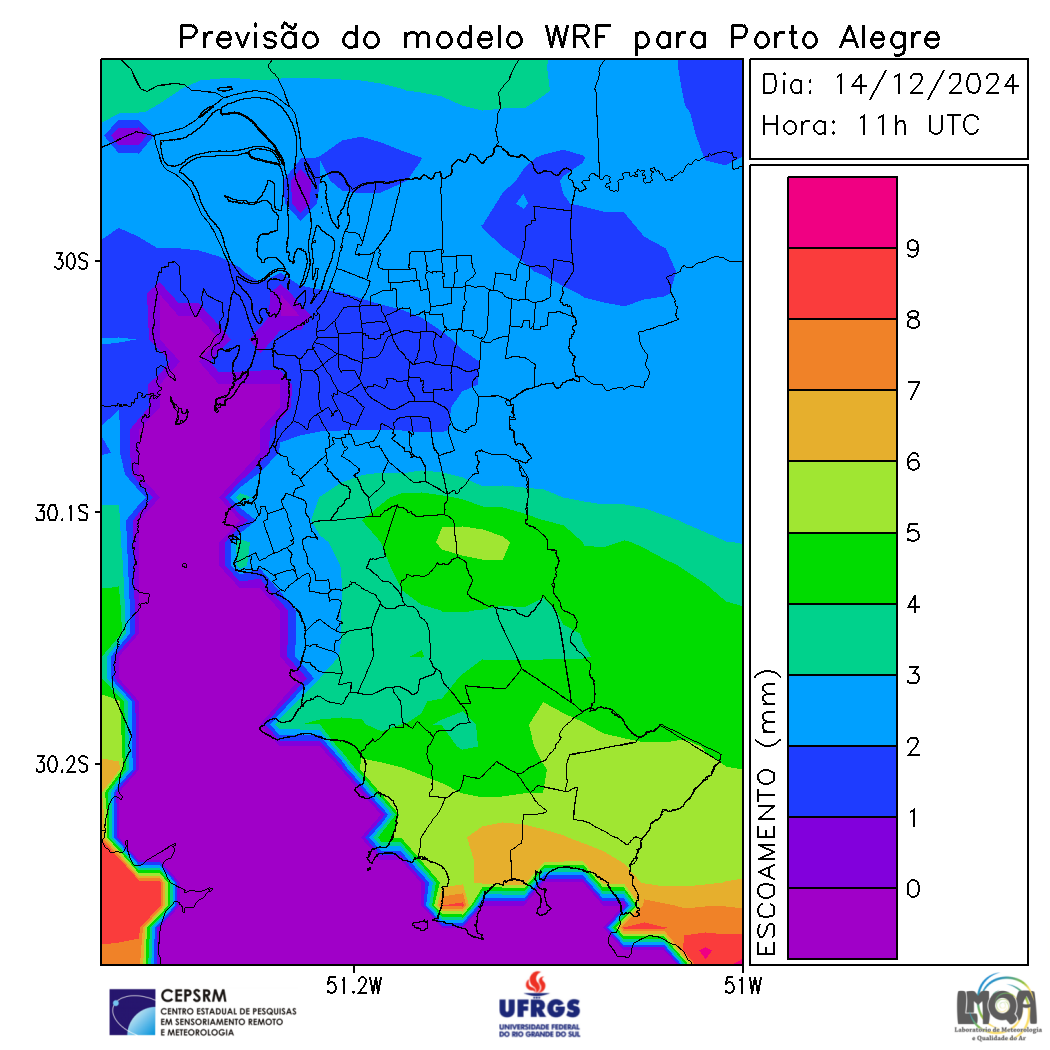 Previsão do modelo WRF para Porto Alegre
Dia: 14/12/2024
Hora: 11h UTC
30S
30.1S
30.2S
51.2W
51W
ESCOAMENTO (mm)
9
8
7
6
5
4
3
2
1
0
CEPSRM
CENTRO ESTADUAL DE PESQUISAS
EM SENSORIAMENTO REMOTO
E METEOROLOGIA
UFRGS
UNIVERSIDADE FEDERAL
DO RIO GRANDE DO SUL
LMQA
Laboratório de Meteorologia
e Qualidade do Ar